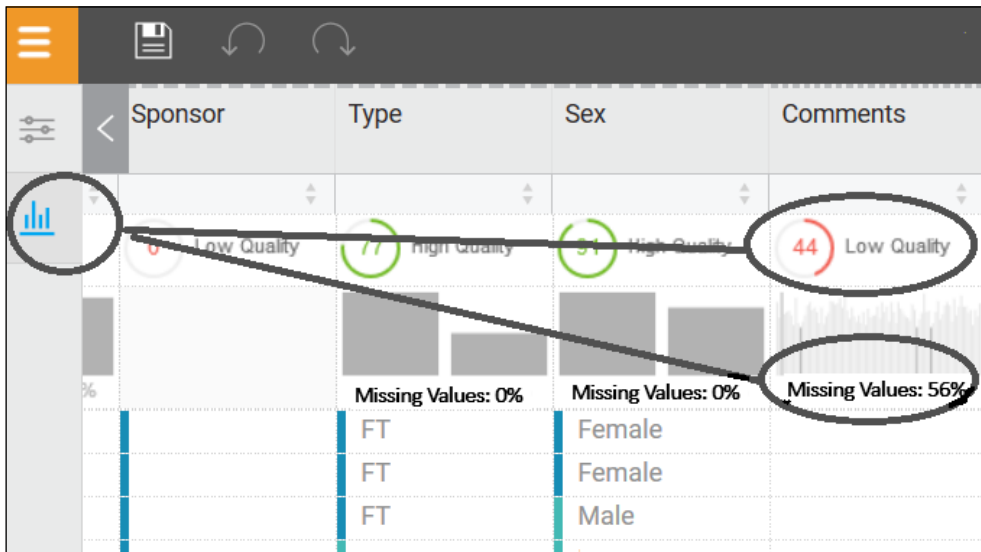 Sponsor Type Sex Comments
0 Low Quality 77 High Quality 91 High Quality 44 Low Quality
% Missing Values: 0% Missing Values: 0% Missing Values: 56%
FT Female
FT Female
FT Male